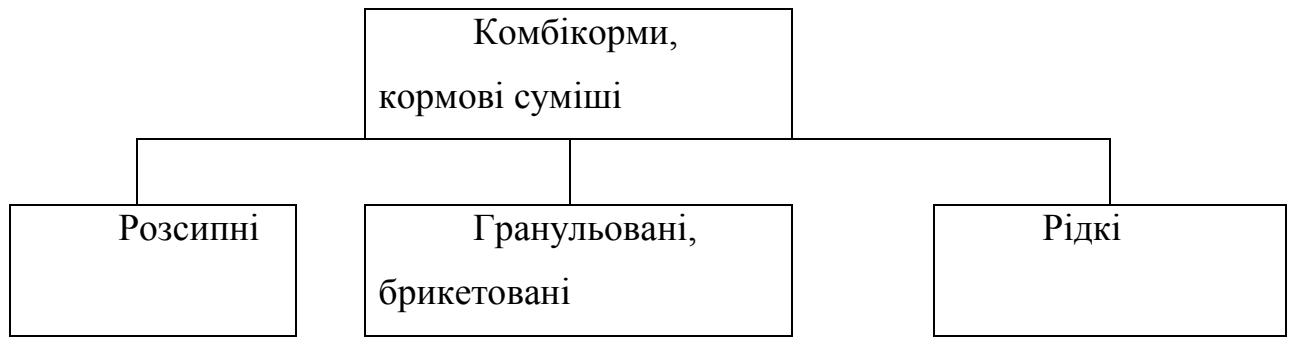 Комбікорми,
кормові суміші
Розсипні
Гранульовані,
брикетовані
Рідкі